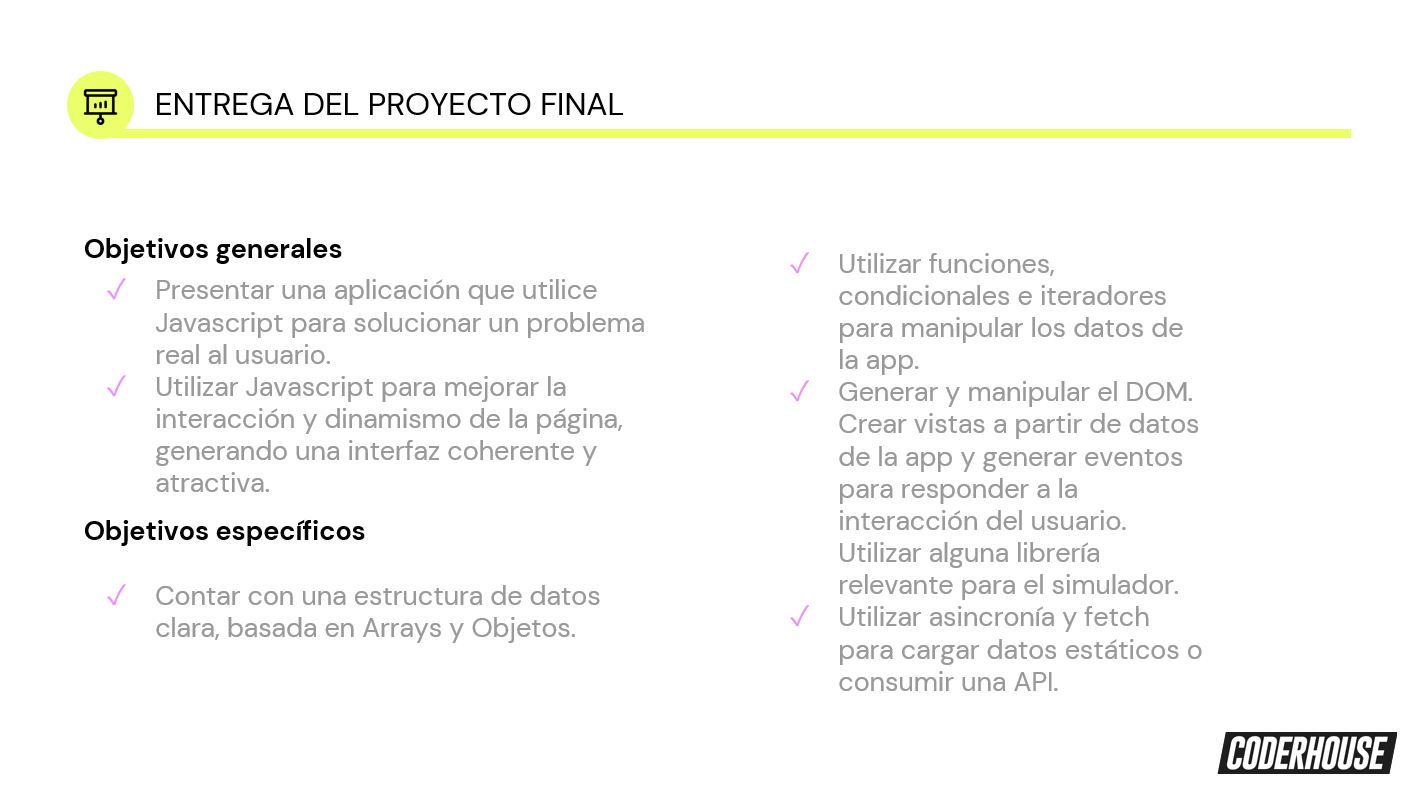 ENTREGA DEL PROYECTO FINAL
Objetivos generales
✓ Presentar una aplicación que utilice
Javascript para solucionar un problema
real al usuario.
✓ Utilizar Javascript para mejorar la
interacción y dinamismo de la página,
generando una interfaz coherente y
atractiva.
Objetivos específicos
✓ Contar con una estructura de datos
clara, basada en Arrays y Objetos.
✓ Utilizar funciones,
condicionales e iteradores
para manipular los datos de
la app.
✓ Generar y manipular el DOM.
Crear vistas a partir de datos
de la app y generar eventos
para responder a la
interacción del usuario.
Utilizar alguna librería
relevante para el simulador.
✓ Utilizar asincronía y fetch
para cargar datos estáticos o
consumir una API.
CODERHOUSE